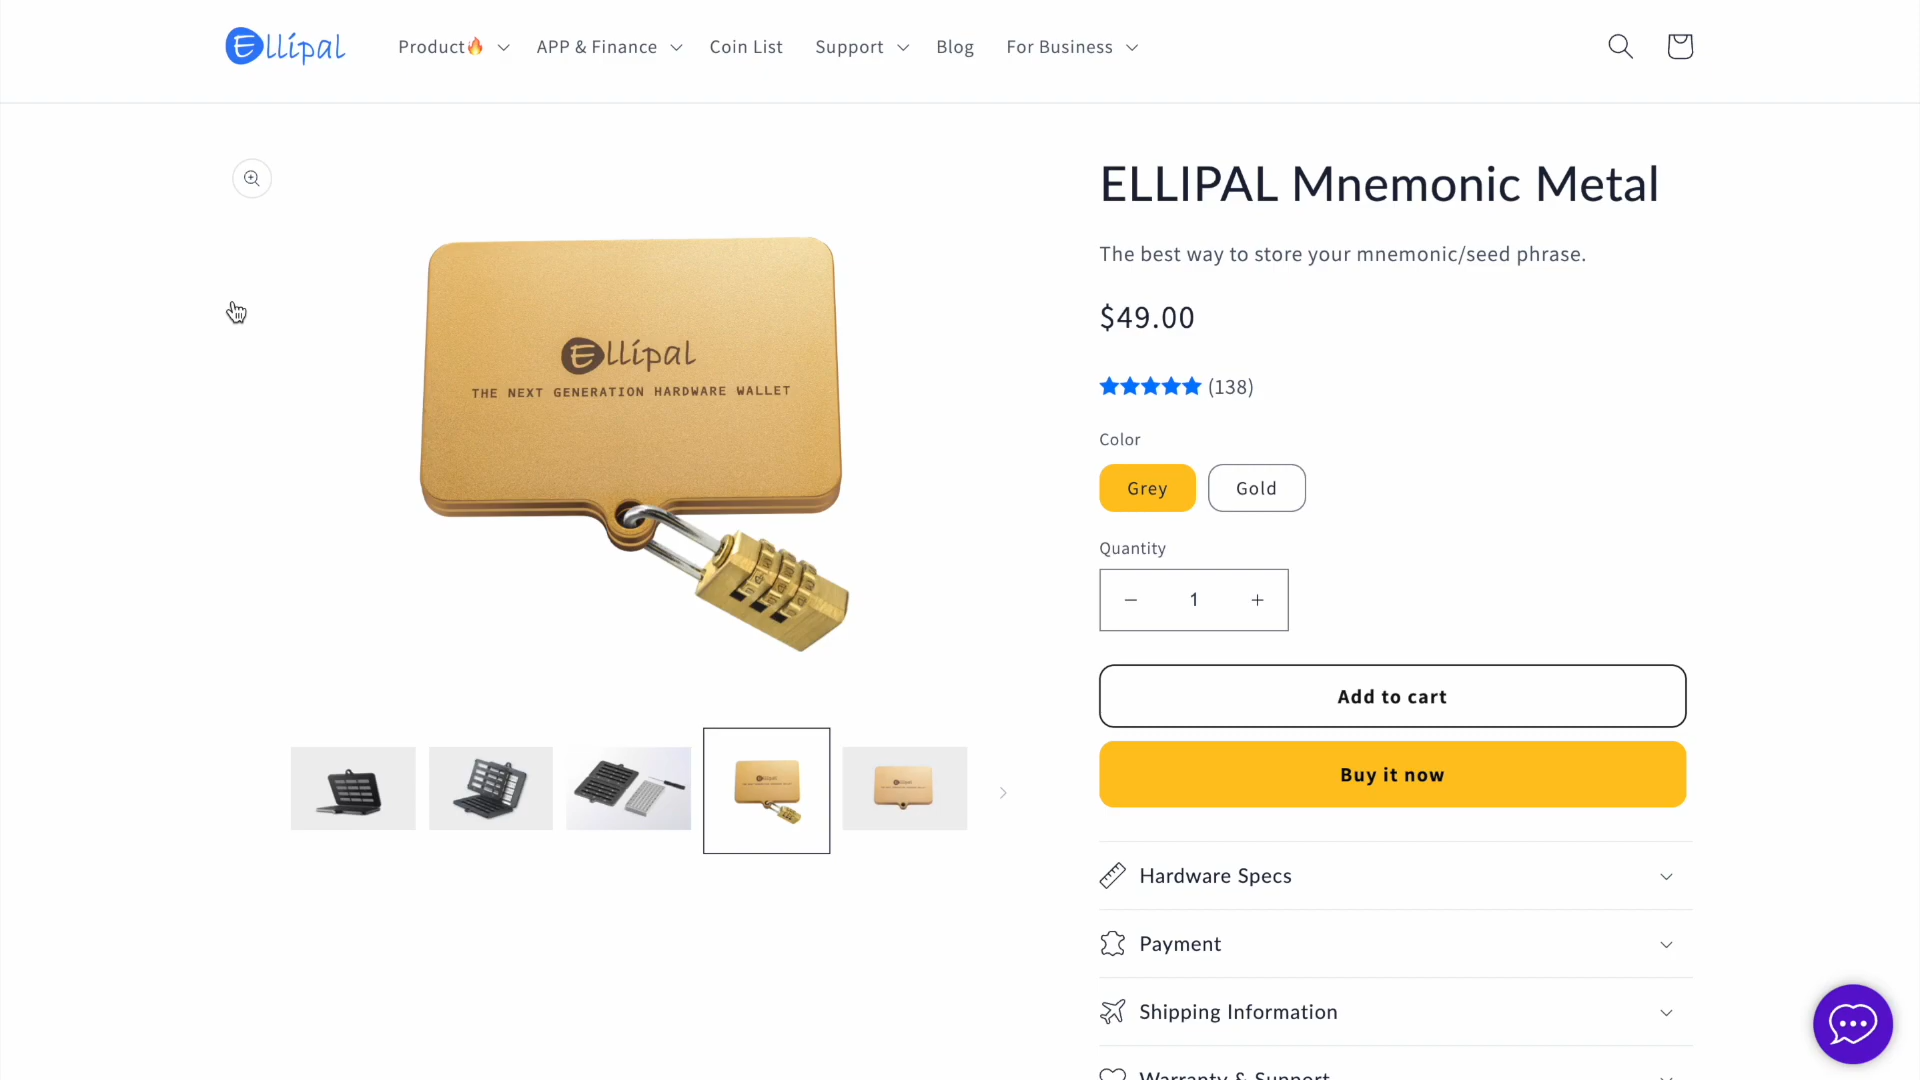 Ellipal
Product🔥
APP & Finance
Coin List
Support
Blog
For Business
Ellipal
THE NEXT GENERATION HARDWARE WALLET
ELLIPAL Mnemonic Metal
The best way to store your mnemonic/seed phrase.
$49.00
(138)
Color
Grey
Gold
Quantity
− 1 +
Add to cart
Buy it now
Hardware Specs
Payment
Shipping Information
Warranty & Support